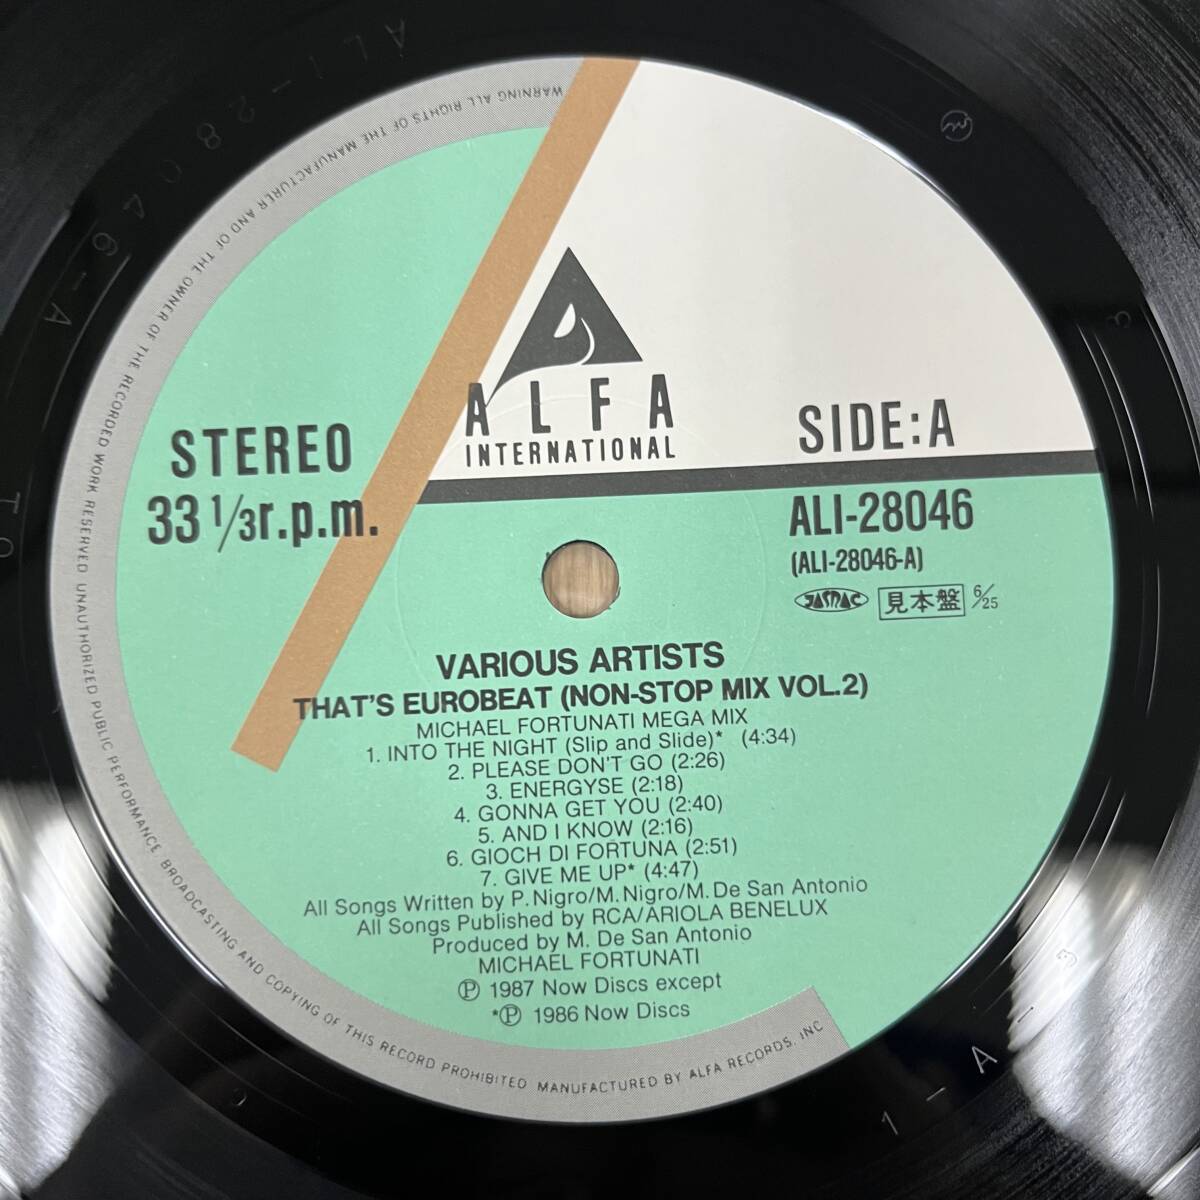 ALFA
INTERNATIONAL
SIDE:A
STEREO
33 1/3r.p.m.
ALI-28046
(ALI-28046-A)
JASRAC 見本盤 6/25
VARIOUS ARTISTS
THAT'S EUROBEAT (NON-STOP MIX VOL.2)
MICHAEL FORTUNATI MEGA MIX
1. INTO THE NIGHT (Slip and Slide)* (4:34)
2. PLEASE DON'T GO (2:26)
3. ENERGYSE (2:18)
4. GONNA GET YOU (2:40)
5. AND I KNOW (2:16)
6. GIOCH DI FORTUNA (2:51)
7. GIVE ME UP* (4:47)
All Songs Written by P. Nigro/M. Nigro/M. De San Antonio
All Songs Published by RCA/ARIOLA BENELUX
Produced by M. De San Antonio
MICHAEL FORTUNATI
Ⓟ 1987 Now Discs except
*Ⓟ 1986 Now Discs
WARNING ALL RIGHTS OF THE MANUFACTURER AND OF THE OWNER OF THE RECORDED WORK RESERVED UNAUTHORIZED PUBLIC PERFORMANCE, BROADCASTING AND COPYING OF THIS RECORD PROHIBITED MANUFACTURED BY ALFA RECORDS, INC
ALI-28046-A
TO
1-A-3
3